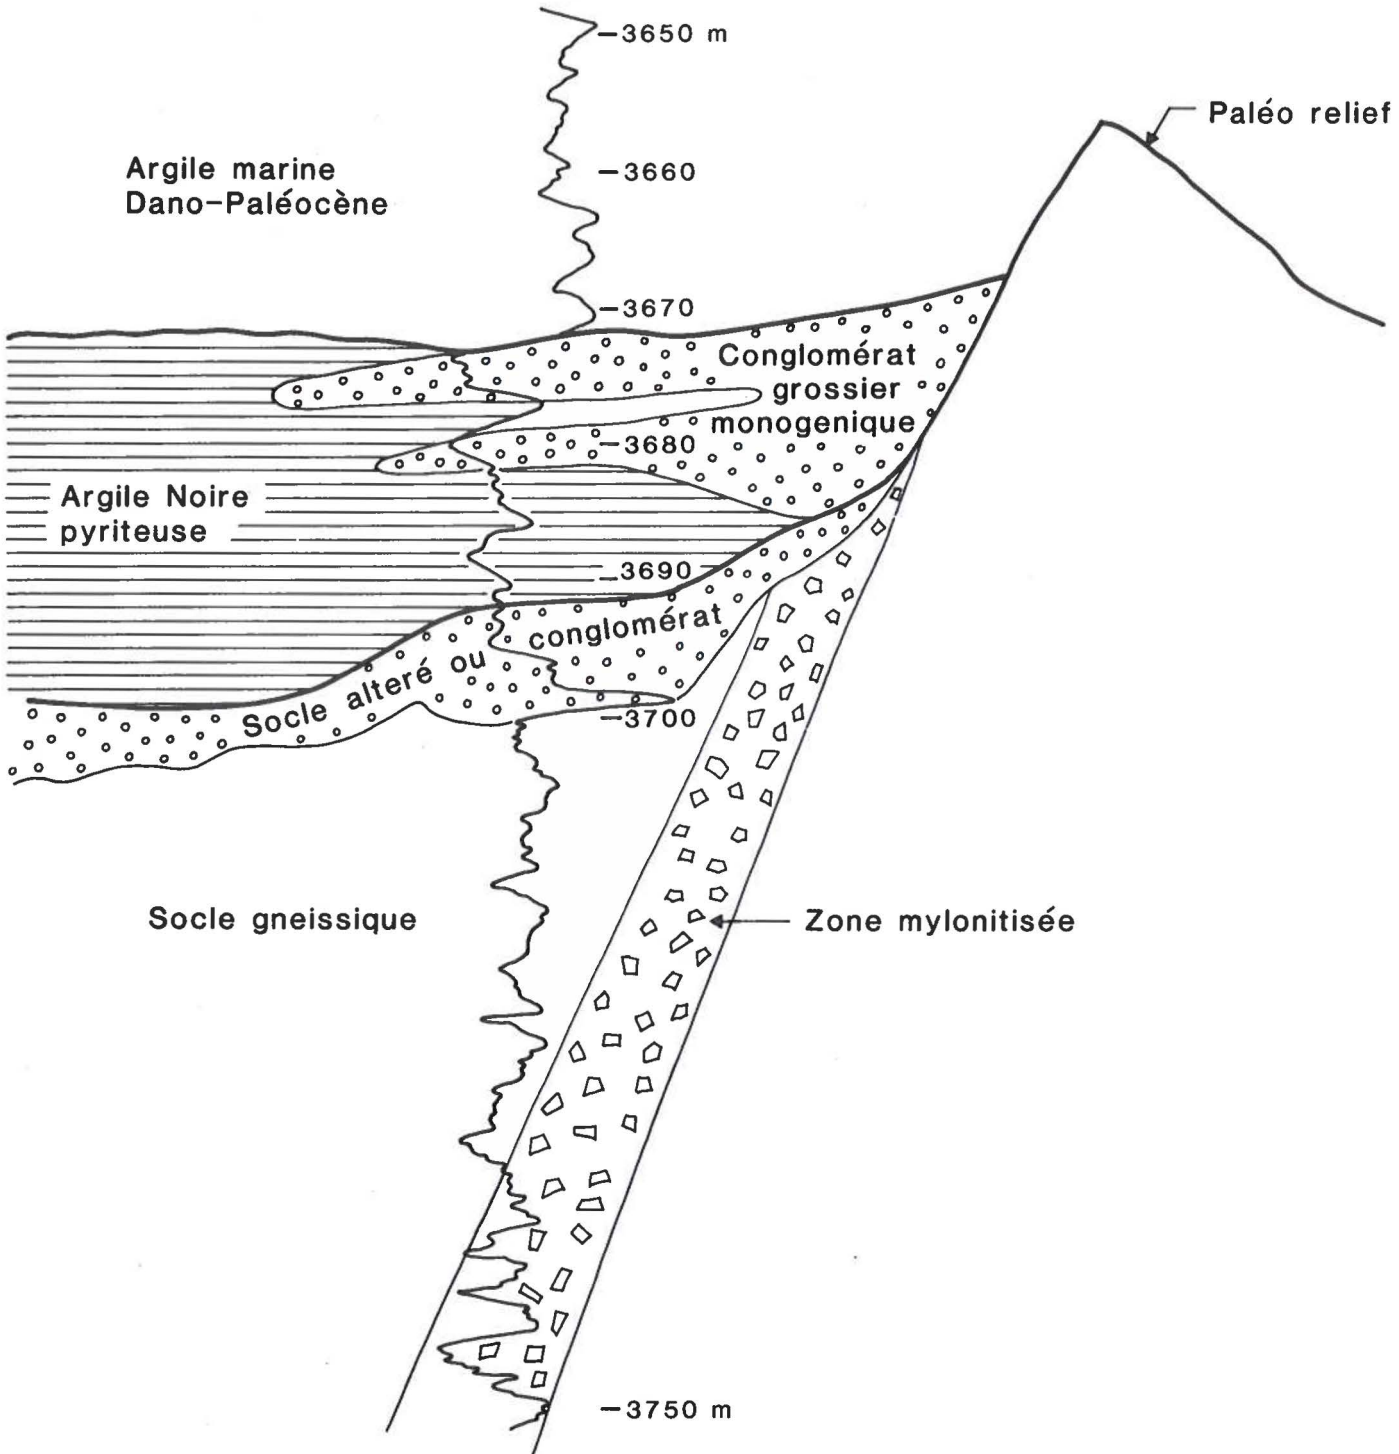 −3650 m
Paléo relief
Argile marine
Dano−Paléocène
−3660
−3670
Conglomérat
grossier
monogenique
−3680
Argile Noire
pyriteuse
−3690
conglomérat
Socle alteré ou
−3700
Socle gneissique
Zone mylonitisée
−3750 m